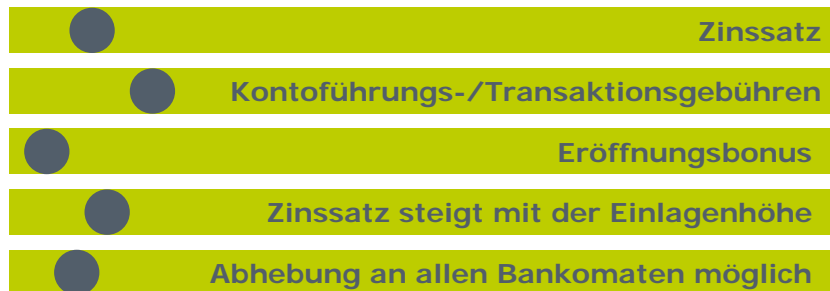 Zinssatz
Kontoführungs-/Transaktionsgebühren
Eröffnungsbonus
Zinssatz steigt mit der Einlagenhöhe
Abhebung an allen Bankomaten möglich